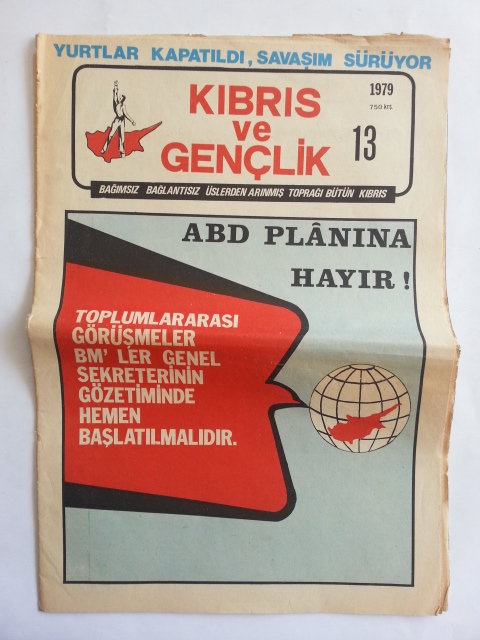 YURTLAR KAPATILDI, SAVAŞIM SÜRÜYOR
KIBRIS
ve
GENÇLİK
1979
750 krş.
13
BAĞIMSIZ BAĞLANTISIZ ÜSLERDEN ARINMIŞ TOPRAĞI BÜTÜN KIBRIS
ABD PLÂNINA
HAYIR!
TOPLUMLARARASI
GÖRÜŞMELER
BM' LER GENEL
SEKRETERİNİN
GÖZETİMİNDE
HEMEN
BAŞLATILMALIDIR.